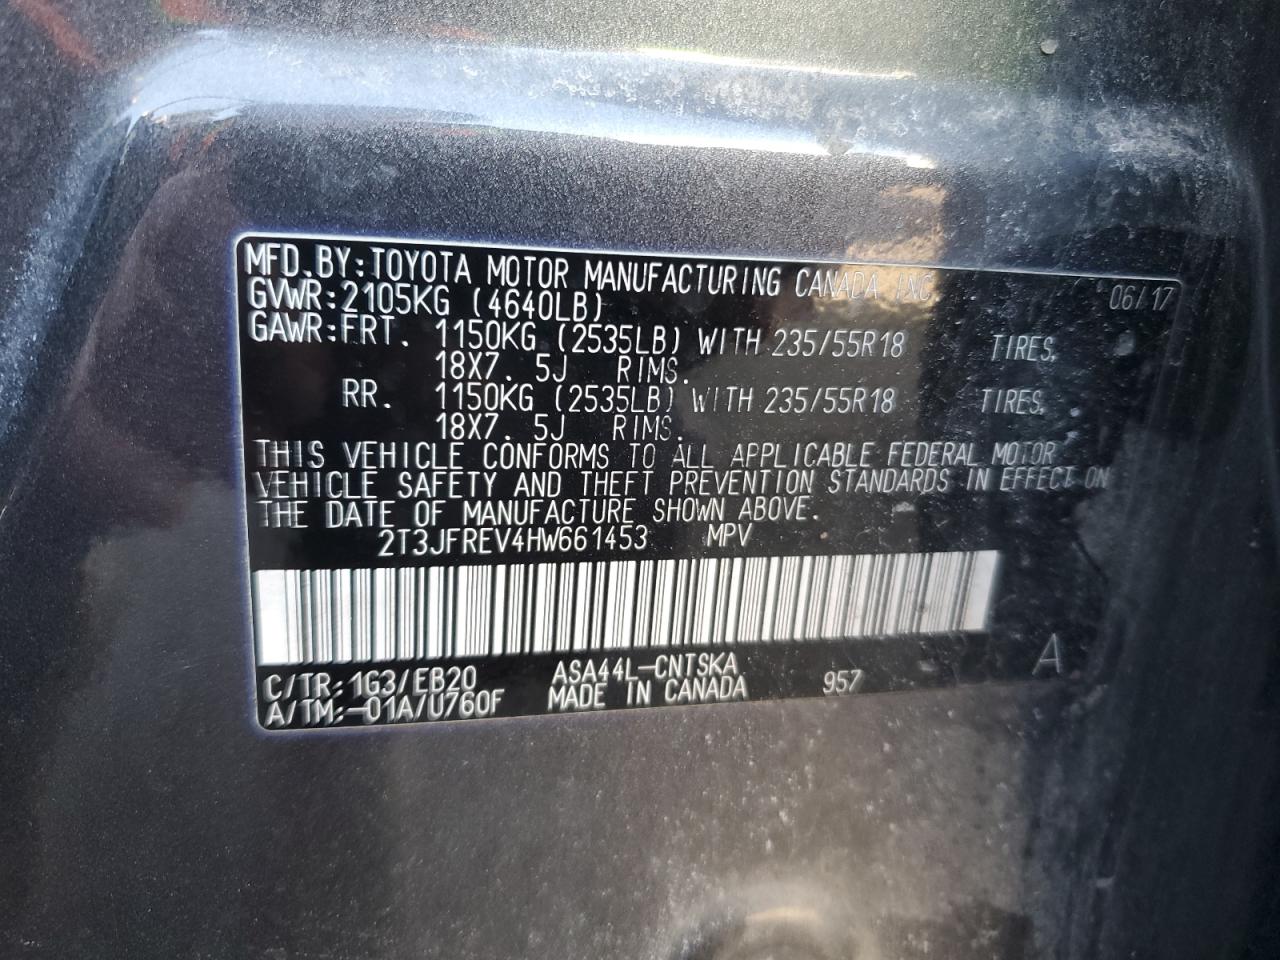 MFD.BY:TOYOTA MOTOR MANUFACTURING CANADA INC. 06/17
GVWR:2105KG (4640LB)
GAWR:FRT. 1150KG (2535LB) WITH 235/55R18 TIRES,
18X7. 5J RIMS.
RR. 1150KG (2535LB) WITH 235/55R18 TIRES,
18X7. 5J RIMS.
THIS VEHICLE CONFORMS TO ALL APPLICABLE FEDERAL MOTOR
VEHICLE SAFETY AND THEFT PREVENTION STANDARDS IN EFFECT ON
THE DATE OF MANUFACTURE SHOWN ABOVE.
2T3JFREV4HW661453 MPV
C/TR:1G3/EB20 ASA44L-CNTSKA 957 A
A/TM:-01A/U760F MADE IN CANADA